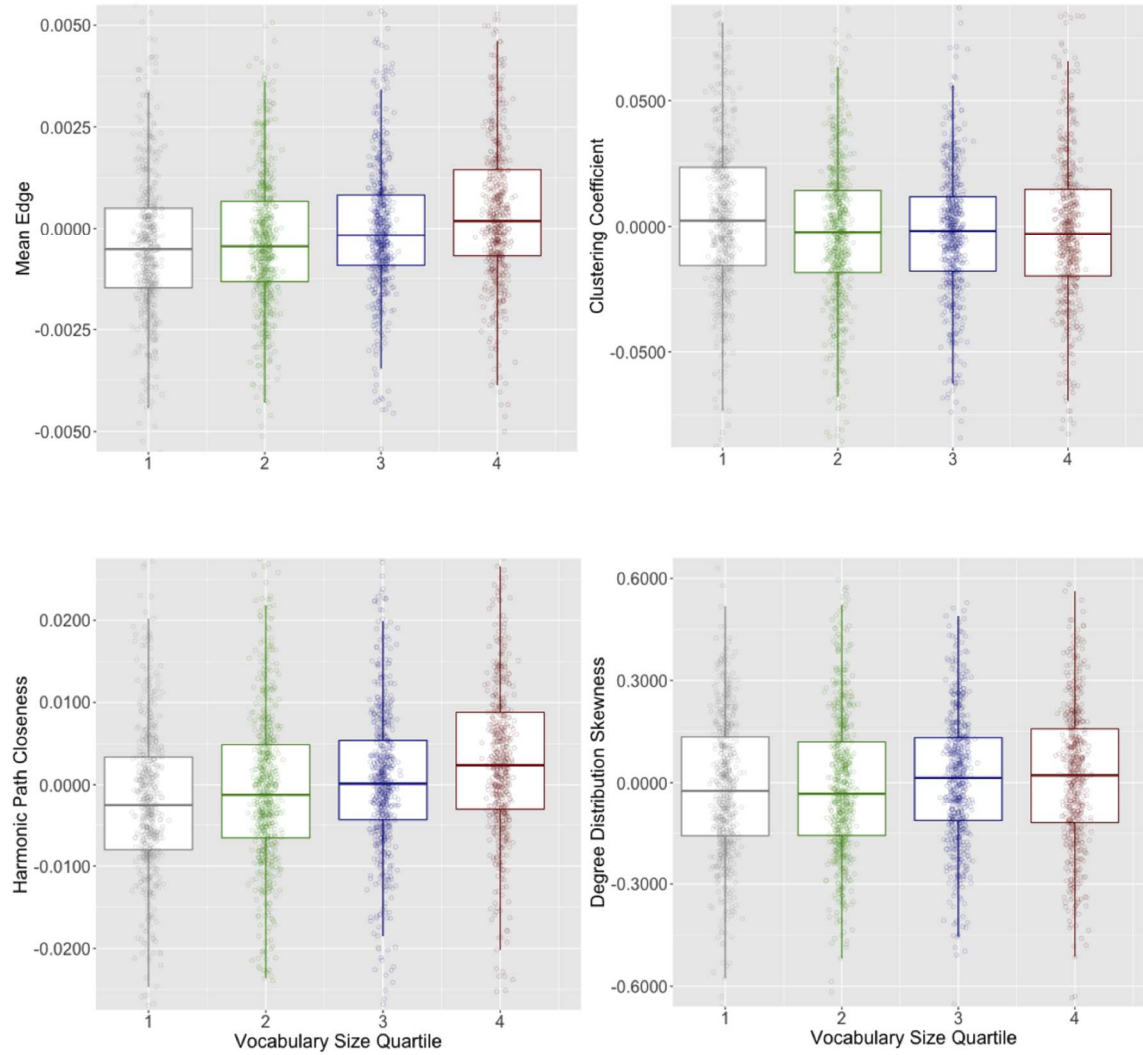 Mean Edge
0.0050
0.0025
0.0000
-0.0025
-0.0050
1 2 3 4
Clustering Coefficient
0.0500
0.0000
-0.0500
1 2 3 4
Harmonic Path Closeness
0.0200
0.0100
0.0000
-0.0100
-0.0200
1 2 3 4
Vocabulary Size Quartile
Degree Distribution Skewness
0.6000
0.3000
0.0000
-0.3000
-0.6000
1 2 3 4
Vocabulary Size Quartile